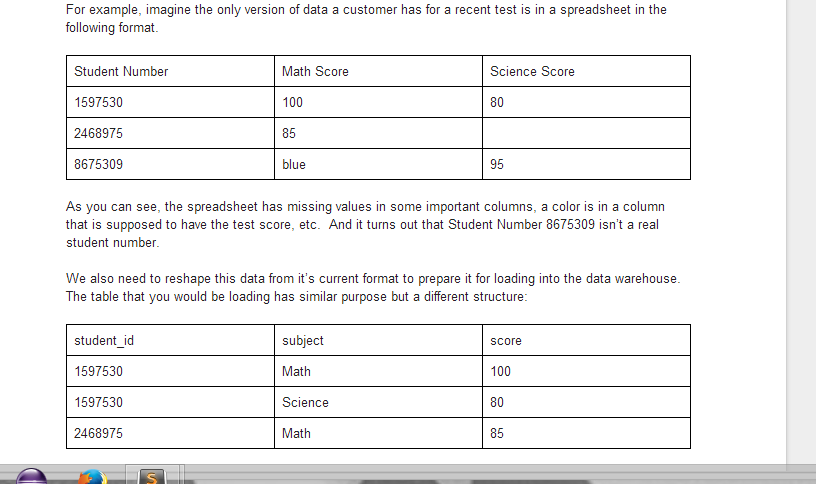 For example, imagine the only version of data a customer has for a recent test is in a spreadsheet in the
following format.
Student Number Math Score Science Score
1597530 100 80
2468975 85
8675309 blue 95
As you can see, the spreadsheet has missing values in some important columns, a color is in a column
that is supposed to have the test score, etc.  And it turns out that Student Number 8675309 isn't a real
student number.
We also need to reshape this data from it's current format to prepare it for loading into the data warehouse.
The table that you would be loading has similar purpose but a different structure:
student_id subject score
1597530 Math 100
1597530 Science 80
2468975 Math 85
S